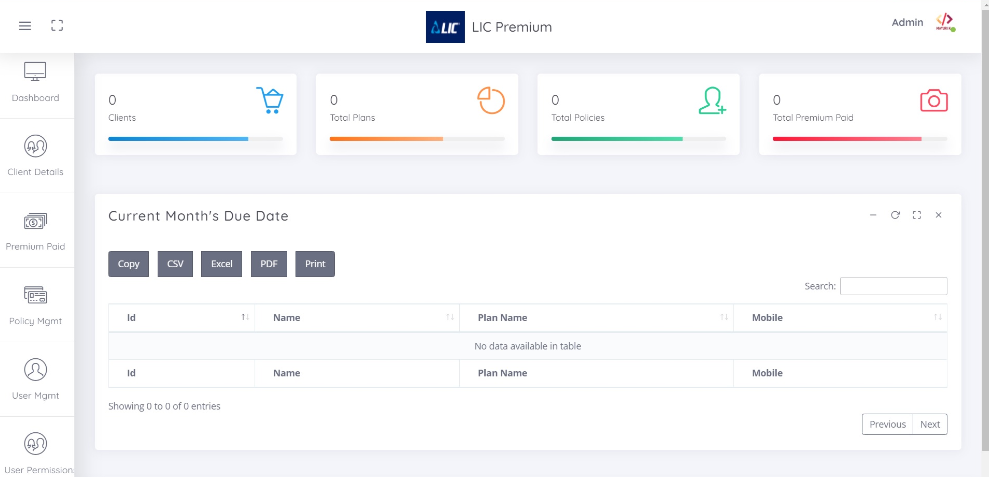 LIC LIC Premium
Admin
Dashboard
Client Details
Premium Paid
Policy Mgmt
User Mgmt
User Permission
0
Clients
0
Total Plans
0
Total Policies
0
Total Premium Paid
Current Month's Due Date
Copy CSV Excel PDF Print
Search:
Id Name Plan Name Mobile
No data available in table
Id Name Plan Name Mobile
Showing 0 to 0 of 0 entries
Previous Next